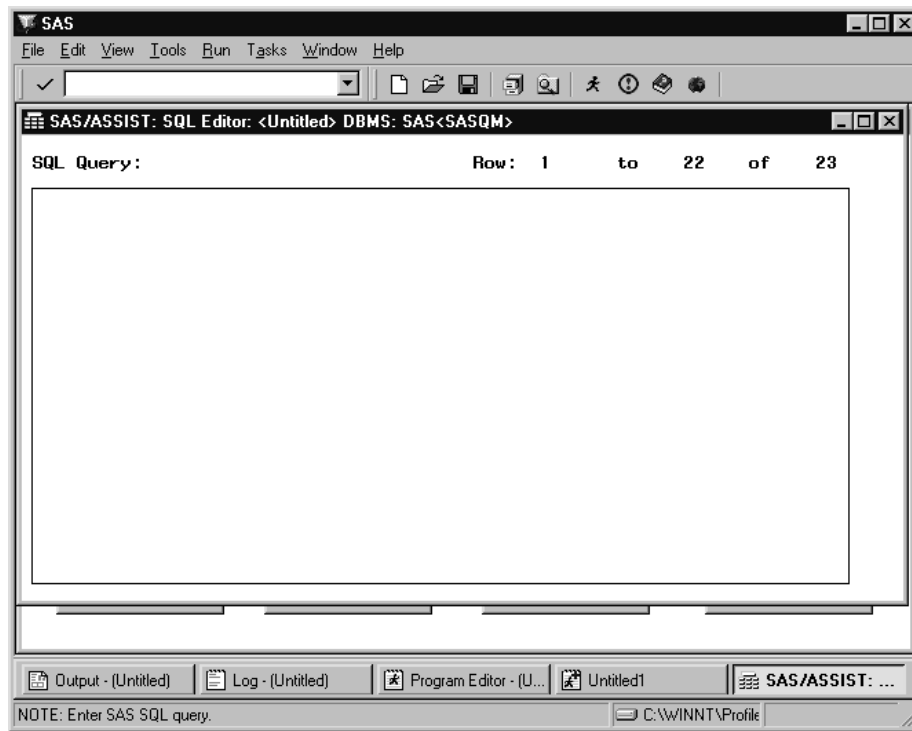 SAS
File Edit View Tools Run Tasks Window Help
SAS/ASSIST: SQL Editor: <Untitled> DBMS: SAS<SASQM>
SQL Query: Row: 1 to 22 of 23
Output - (Untitled) Log - (Untitled) Program Editor - (U... Untitled1 SAS/ASSIST: ...
NOTE: Enter SAS SQL query. C:\WINNT\Profile